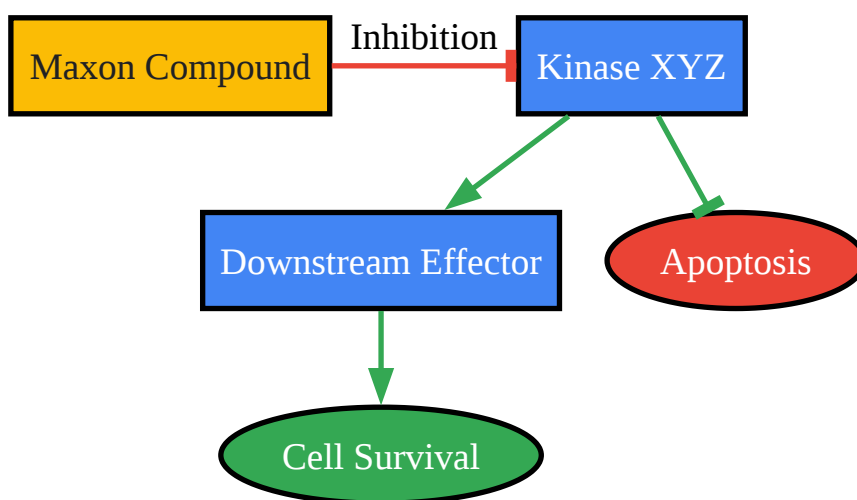 Inhibition
Maxon Compound
Kinase XYZ
Downstream Effector
Apoptosis
Cell Survival